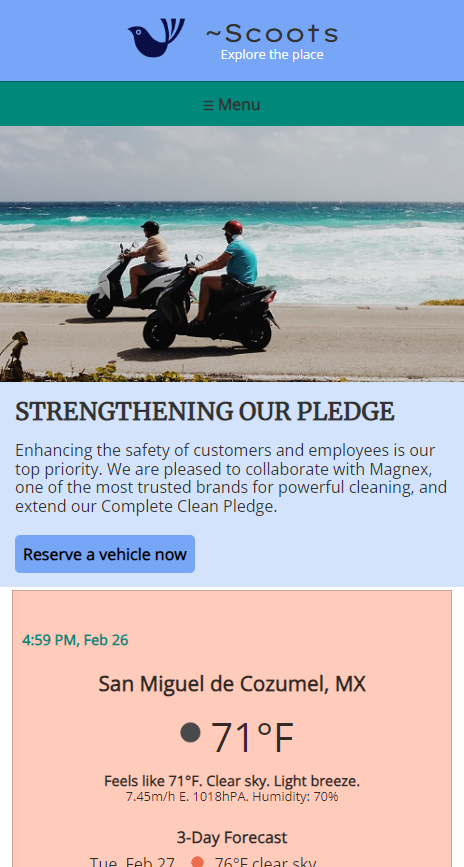 ~Scoots
Explore the place
☰ Menu
STRENGTHENING OUR PLEDGE
Enhancing the safety of customers and employees is our
top priority. We are pleased to collaborate with Magnex,
one of the most trusted brands for powerful cleaning, and
extend our Complete Clean Pledge.
Reserve a vehicle now
4:59 PM, Feb 26
San Miguel de Cozumel, MX
71°F
Feels like 71°F. Clear sky. Light breeze.
7.45m/h E. 1018hPA. Humidity: 70%
3-Day Forecast
Tue, Feb 27 76°F clear sky